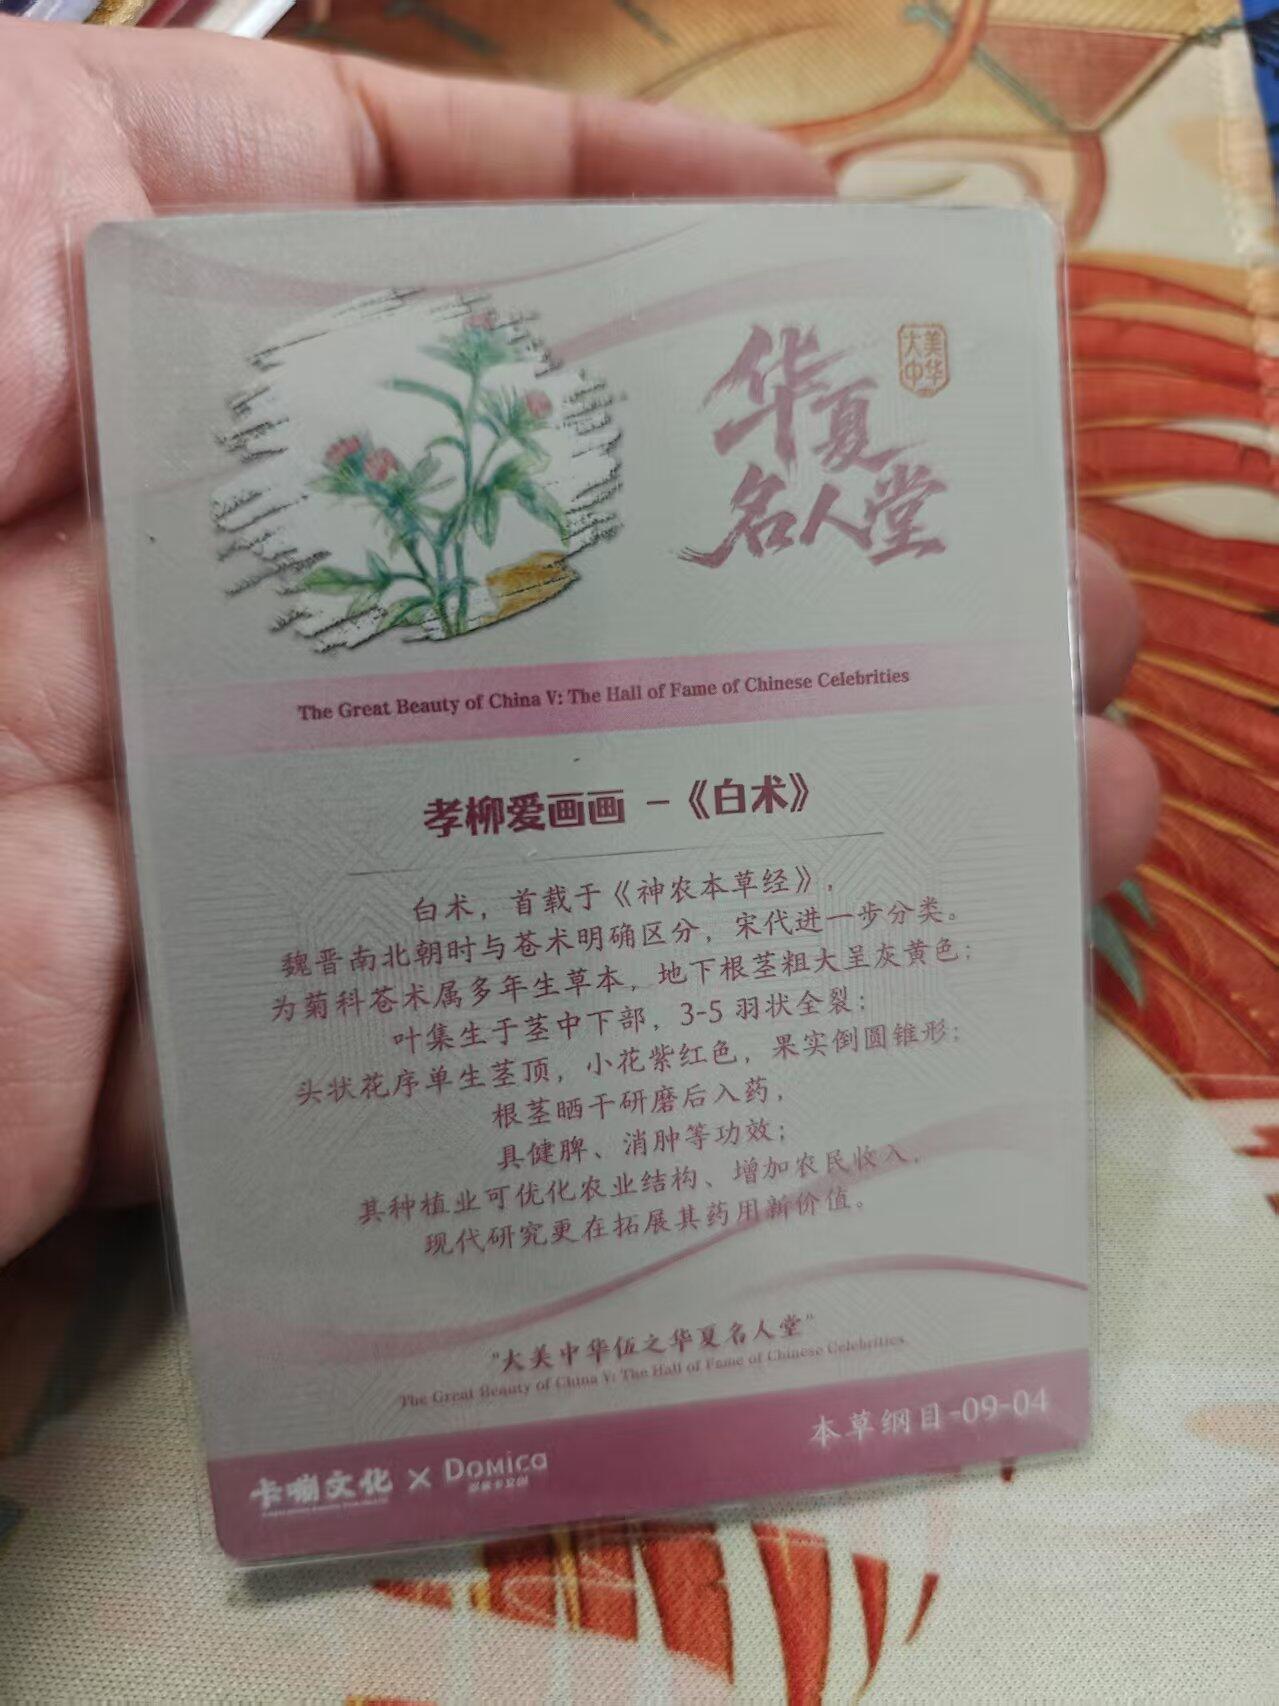 华夏
名人堂
大美
中华
The Great Beauty of China V: The Hall of Fame of Chinese Celebrities
孝柳爱画画 - 《白术》
白术，首载于《神农本草经》，
魏晋南北朝时与苍术明确区分，宋代进一步分类。
为菊科苍术属多年生草本，地下根茎粗大呈灰黄色；
叶集生于茎中下部，3-5 羽状全裂；
头状花序单生茎顶，小花紫红色，果实倒圆锥形；
根茎晒干研磨后入药，
具健脾、消肿等功效；
其种植业可优化农业结构、增加农民收入，
现代研究更在拓展其药用新价值。
"大美中华伍之华夏名人堂"
The Great Beauty of China V: The Hall of Fame of Chinese Celebrities
本草纲目-09-04
卡唰文化 × DOMICA